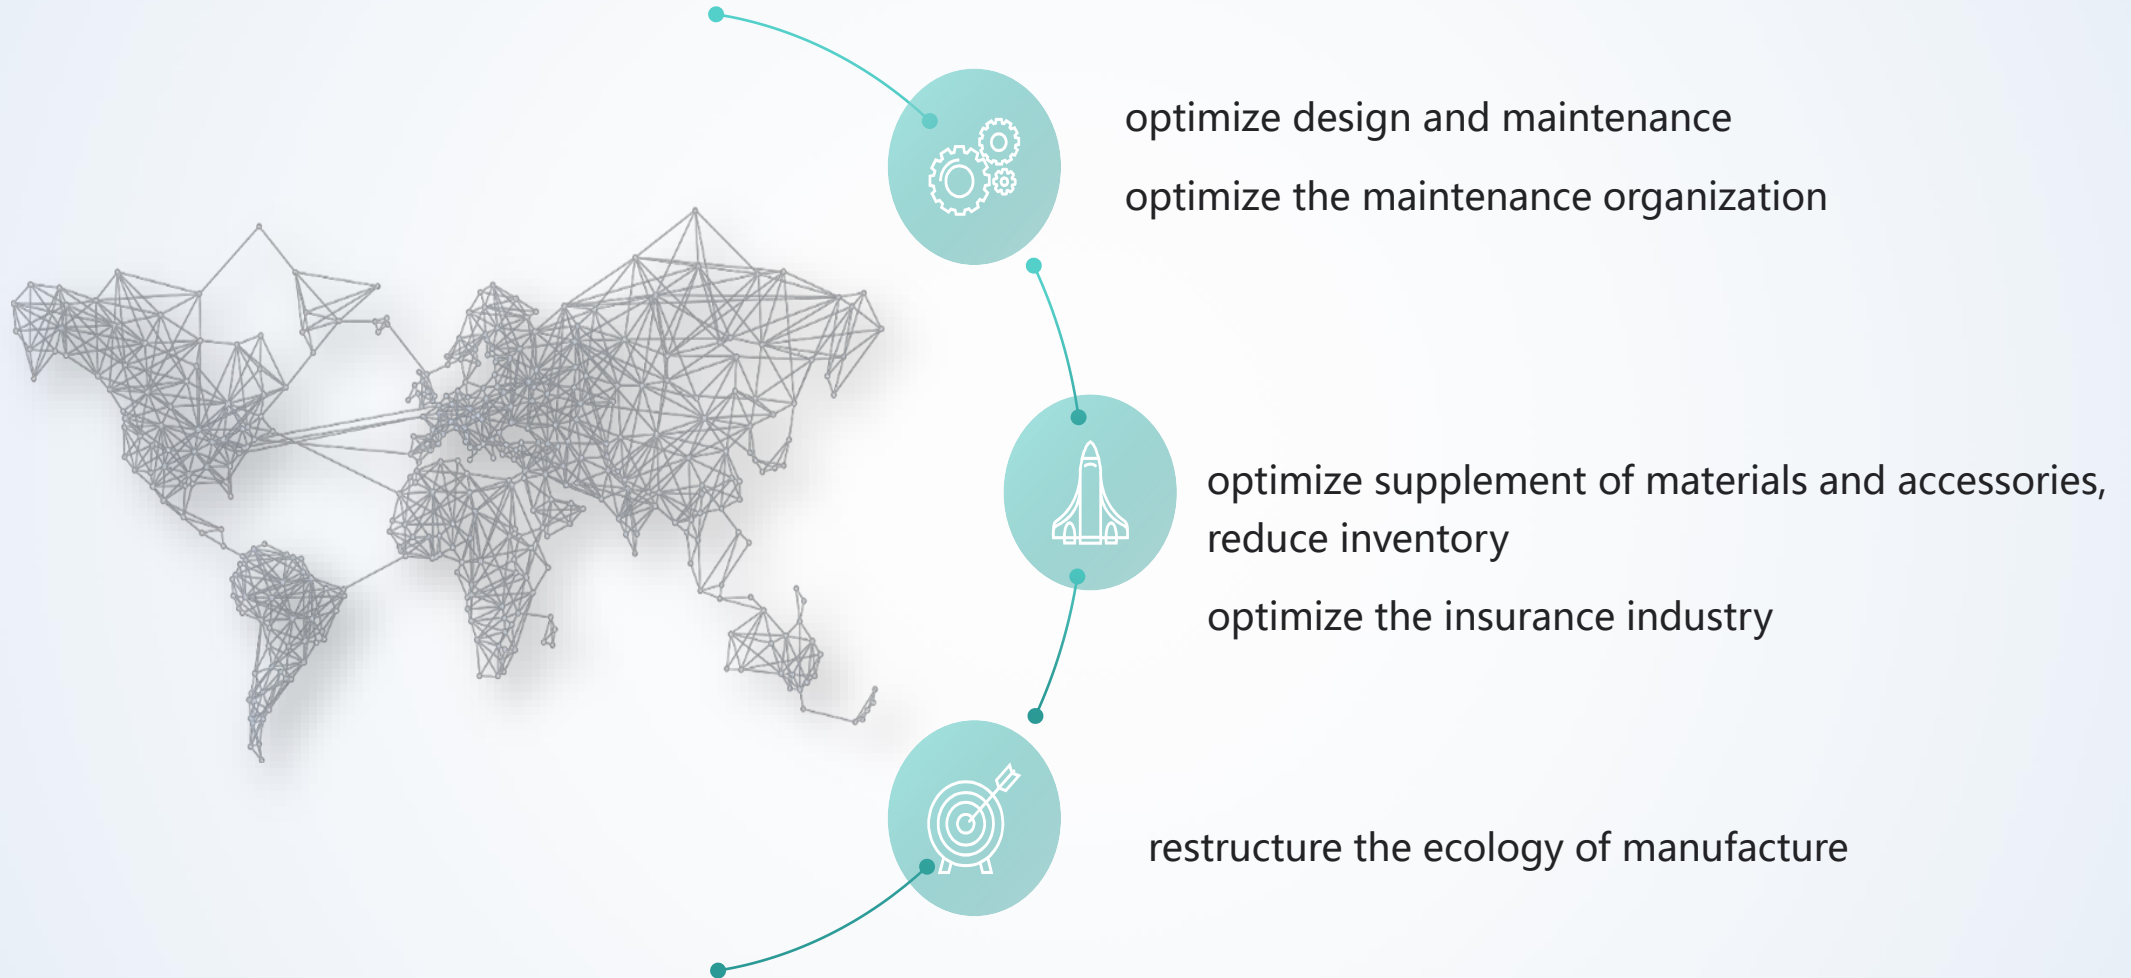 optimize design and maintenance
optimize the maintenance organization
optimize supplement of materials and accessories,
reduce inventory
optimize the insurance industry
restructure the ecology of manufacture